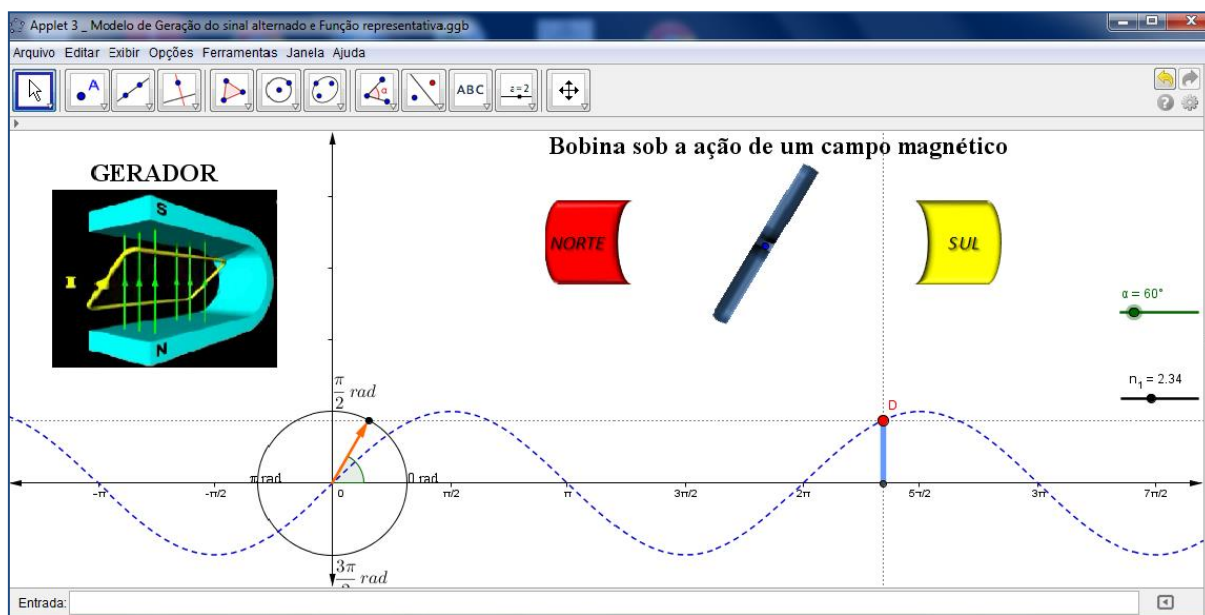 Applet 3 _ Modelo de Geração do sinal alternado e Função representativa.ggb
Arquivo Editar Exibir Opções Ferramentas Janela Ajuda
A
α
ABC
a=2
Bobina sob a ação de um campo magnético
GERADOR
S
I
N
NORTE
SUL
α = 60°
n₁ = 2.34
π/2 rad
D
π rad
0 rad
-π
-π/2
0
π/2
π
3π/2
2π
5π/2
3π
7π/2
3π/2 rad
Entrada: